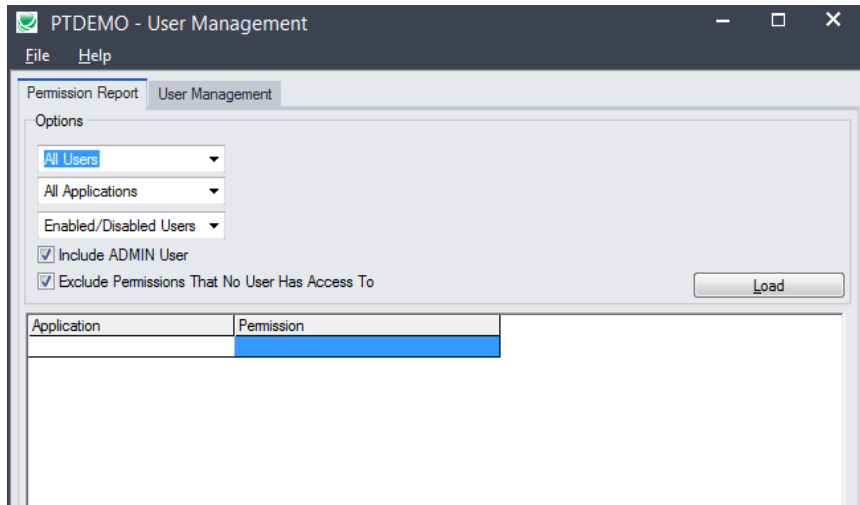 PTDEMO - User Management
File Help
Permission Report User Management
Options
All Users
All Applications
Enabled/Disabled Users
Include ADMIN User
Exclude Permissions That No User Has Access To
Load
Application Permission